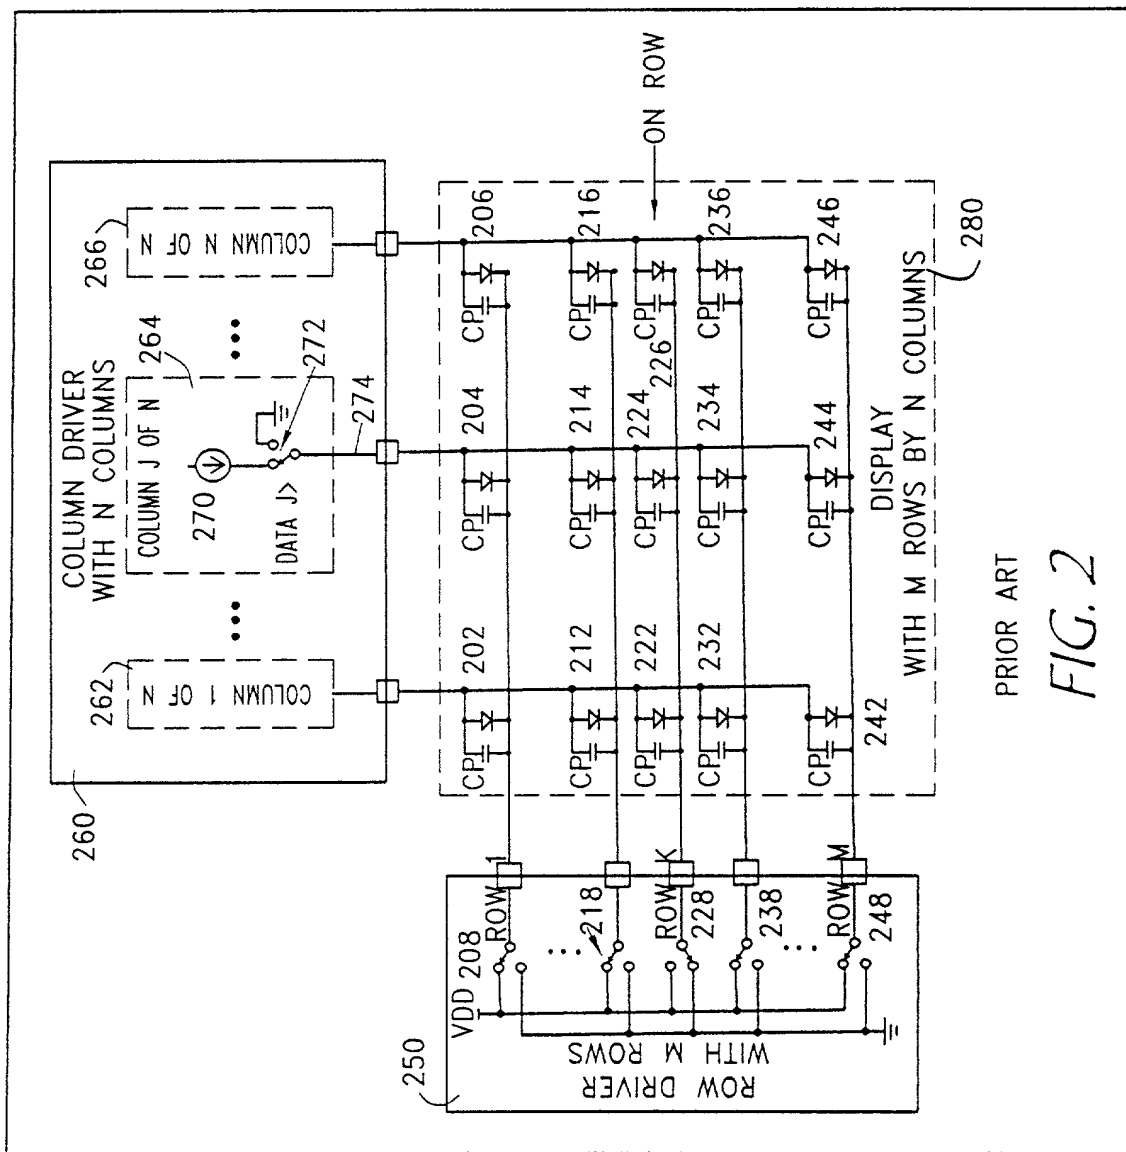 COLUMN DRIVER
WITH N COLUMNS
260
262
COLUMN 1 OF N
264
COLUMN J OF N
270
272
DATA J>
274
266
COLUMN N OF N
202
204
206
CP
CP
CP
212
214
216
CP
CP
CP
222
224
226
CP
CP
CP
ON ROW
232
234
236
CP
CP
CP
242
244
246
CP
CP
CP
DISPLAY
WITH M ROWS BY N COLUMNS
280
250
ROW DRIVER
WITH M ROWS
VDD
208
ROW 1
218
ROW K
228
238
ROW M
248
PRIOR ART
FIG. 2